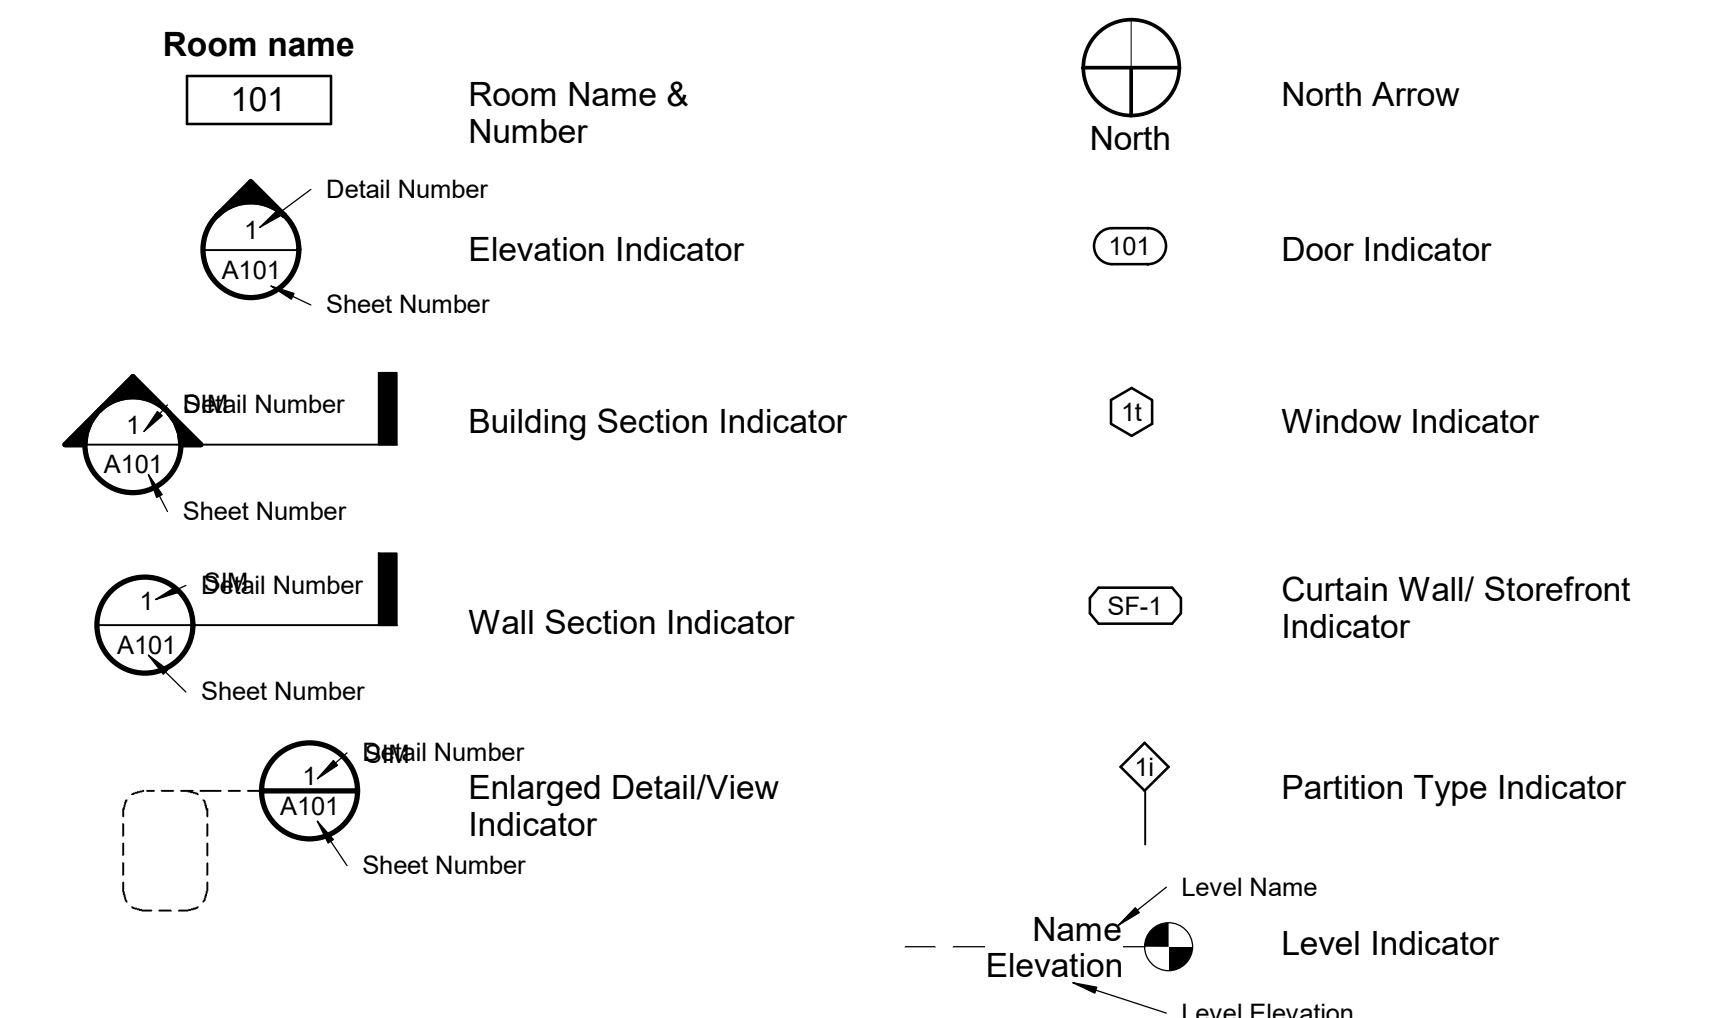 Room name
101
Room Name &
Number
Detail Number
1
A101
Elevation Indicator
Sheet Number
SIM
Detail Number
1
A101
Building Section Indicator
Sheet Number
SIM
Detail Number
1
A101
Wall Section Indicator
Sheet Number
SIM
Detail Number
1
A101
Enlarged Detail/View
Indicator
Sheet Number
North
North Arrow
101
Door Indicator
1t
Window Indicator
SF-1
Curtain Wall/ Storefront
Indicator
1i
Partition Type Indicator
Level Name
Name
Elevation
Level Indicator
Level Elevation